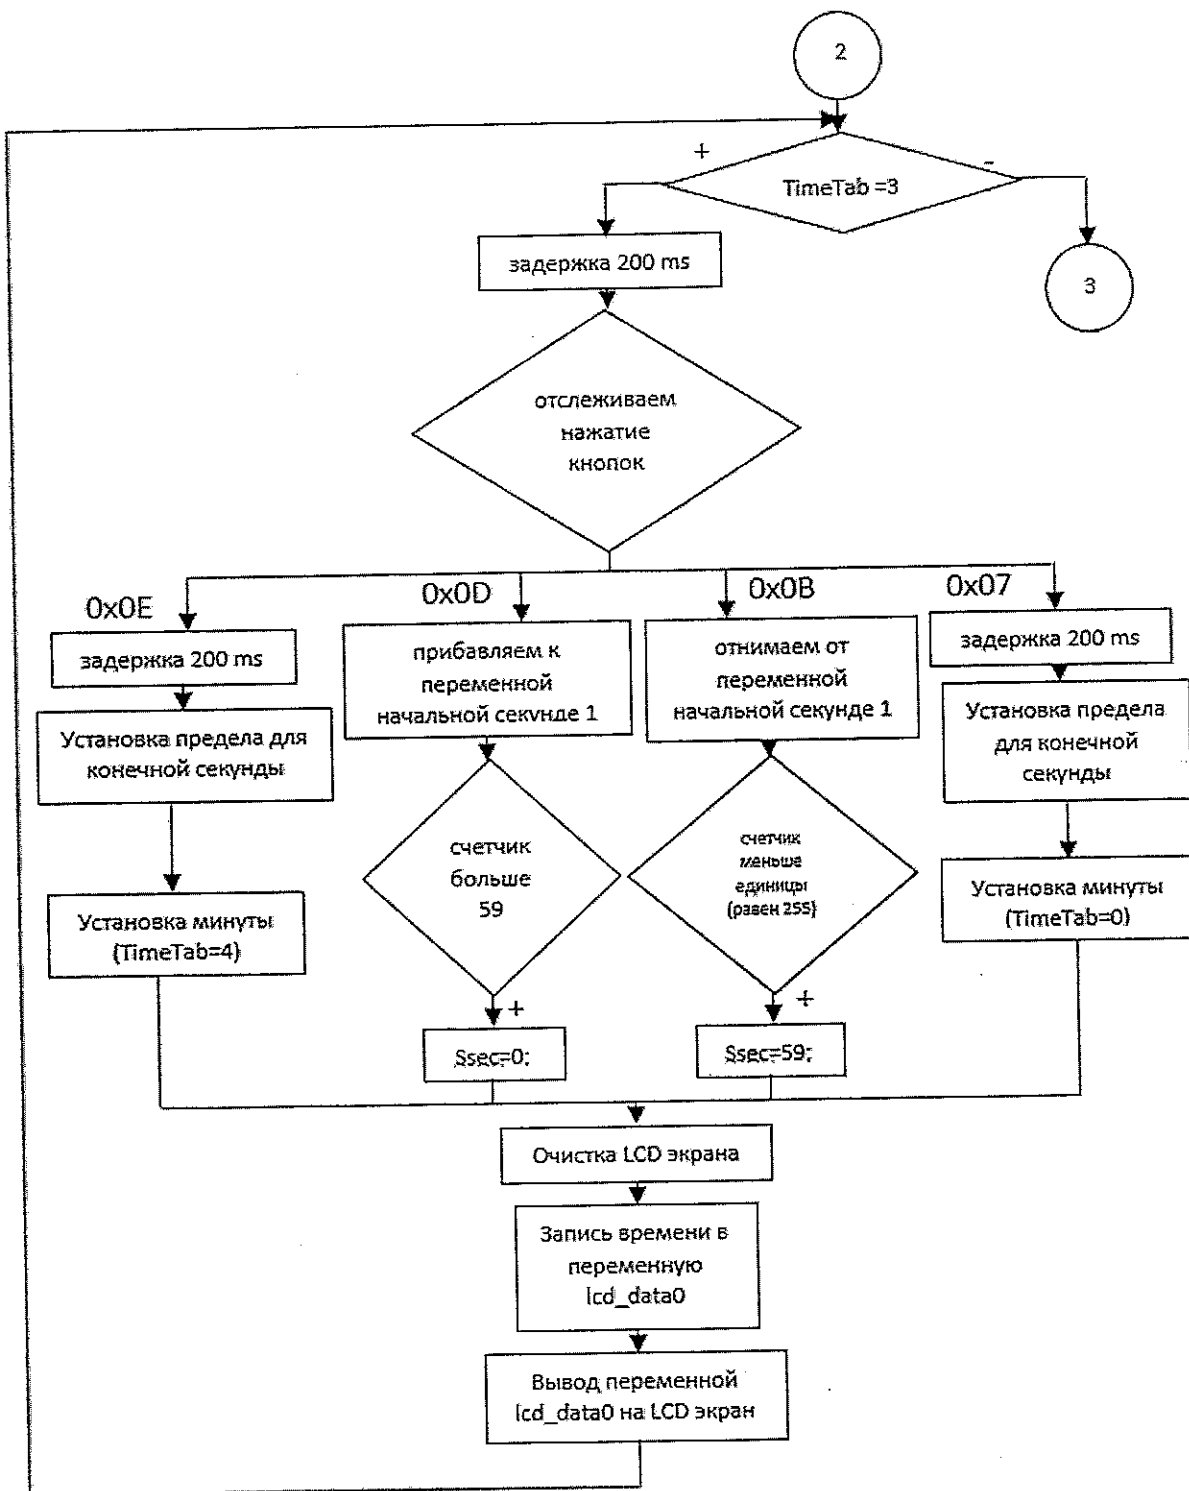 2
+
-
TimeTab =3
задержка 200 ms
3
отслеживаем
нажатие
кнопок
0x0E
0x0D
0x0B
0x07
задержка 200 ms
прибавляем к
переменной
начальной секунде 1
отнимаем от
переменной
начальной секунде 1
задержка 200 ms
Установка предела для
конечной секунды
Установка предела
для конечной
секунды
счетчик
больше
59
счетчик
меньше
единицы
(равен 255)
Установка минуты
(TimeTab=4)
Установка минуты
(TimeTab=0)
+
+
Ssec=0;
Ssec=59;
Очистка LCD экрана
Запись времени в
переменную
lcd_data0
Вывод переменной
lcd_data0 на LCD экран